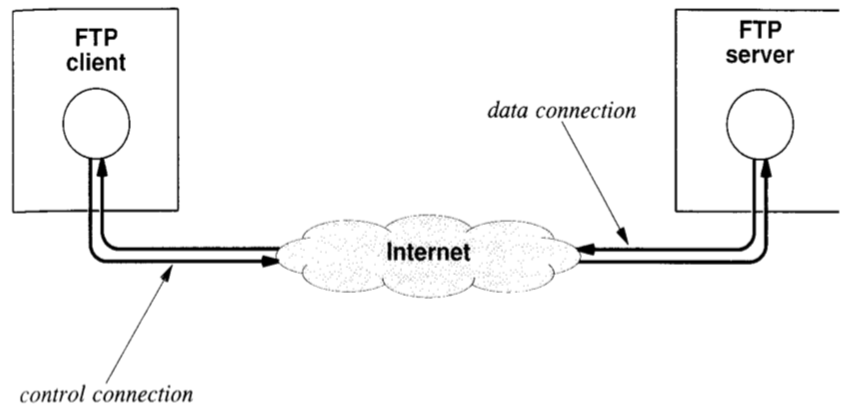 FTP
client
FTP
server
data connection
Internet
control connection